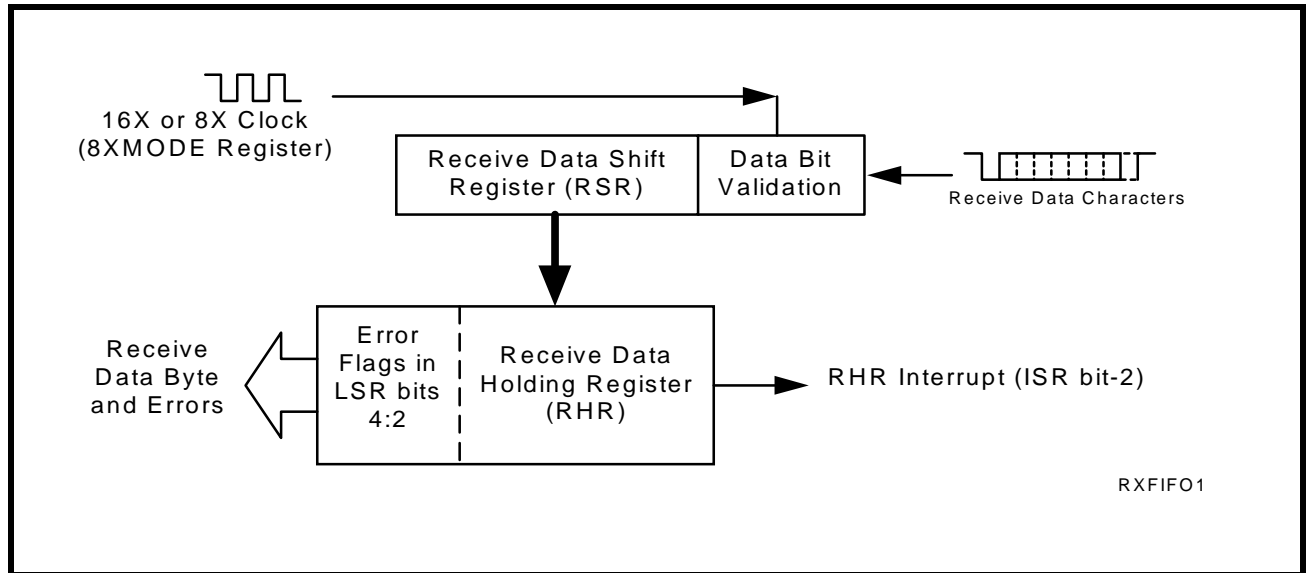 16X or 8X Clock
(8XMODE Register)
Receive Data Shift
Register (RSR)
Data Bit
Validation
Receive Data Characters
Receive
Data Byte
and Errors
Error
Flags in
LSR bits
4:2
Receive Data
Holding Register
(RHR)
RHR Interrupt (ISR bit-2)
RXFIFO1